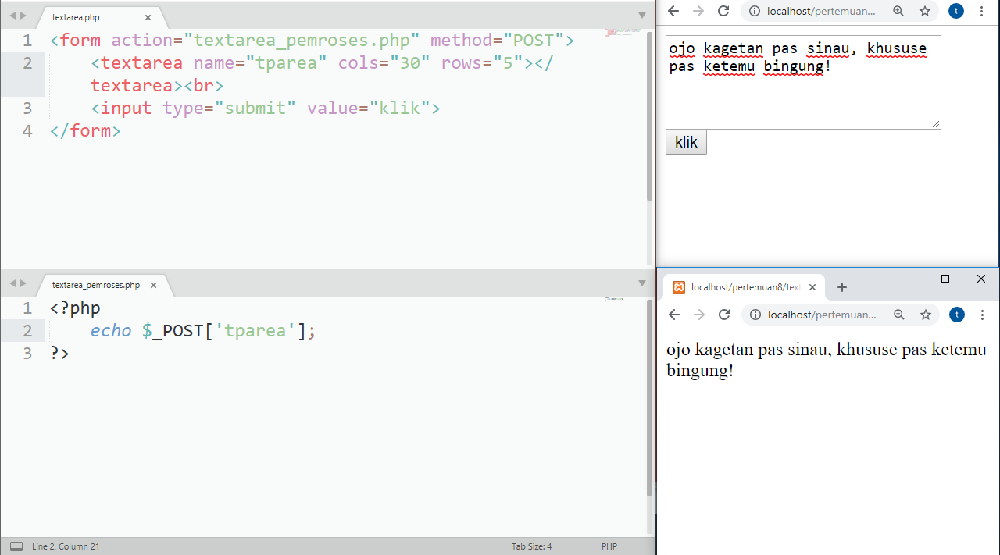 textarea.php ×
1 <form action="textarea_pemroses.php" method="POST">
2 <textarea name="tparea" cols="30" rows="5"></
textarea><br>
3 <input type="submit" value="klik">
4 </form>
localhost/pertemuan... t
ojo kagetan pas sinau, khususe
pas ketemu bingung!
klik
textarea_pemroses.php ×
1 <?php
2 echo $_POST['tparea'];
3 ?>
Line 2, Column 21 Tab Size: 4 PHP
localhost/pertemuan8/text
localhost/pertemuan... t
ojo kagetan pas sinau, khususe pas ketemu
bingung!